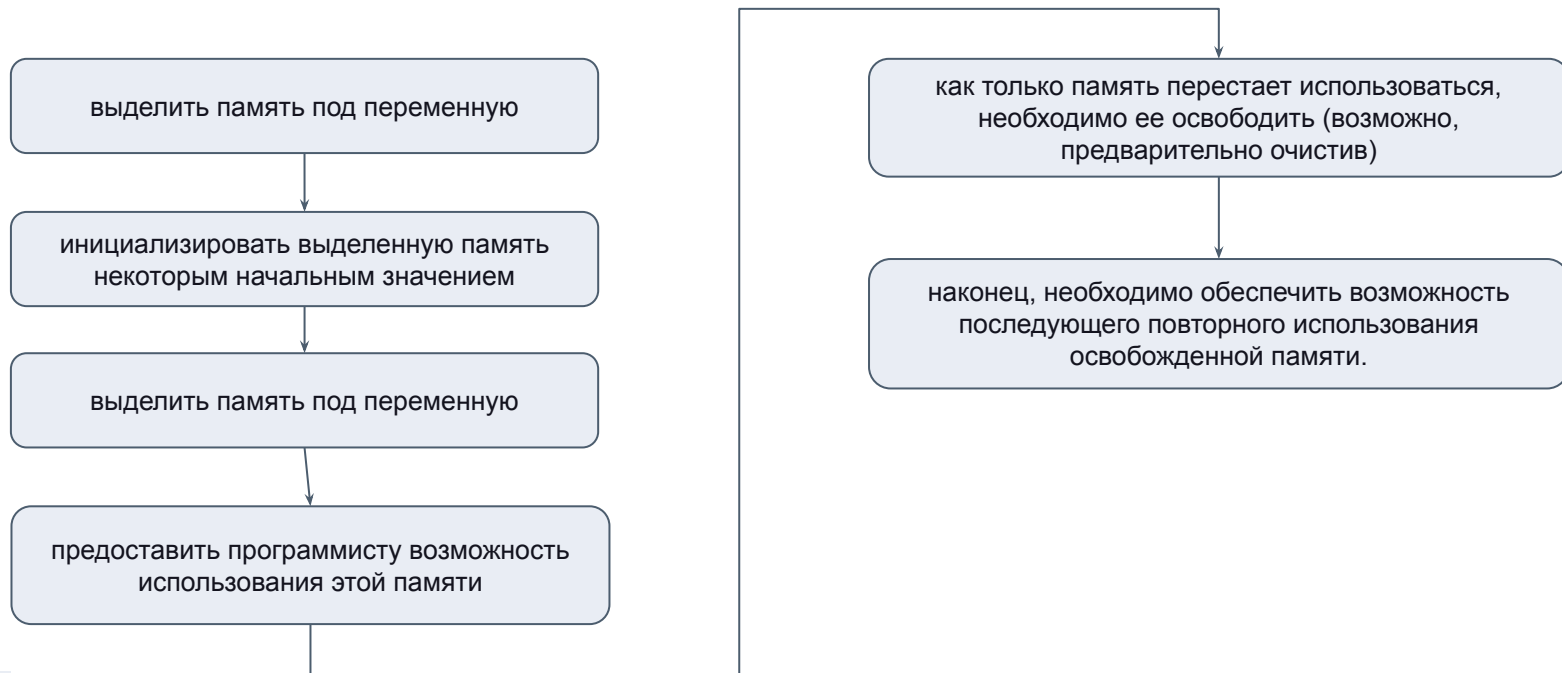 выделить память под переменную
инициализировать выделенную память
некоторым начальным значением
выделить память под переменную
предоставить программисту возможность
использования этой памяти
как только память перестает использоваться,
необходимо ее освободить (возможно,
предварительно очистив)
наконец, необходимо обеспечить возможность
последующего повторного использования
освобожденной памяти.